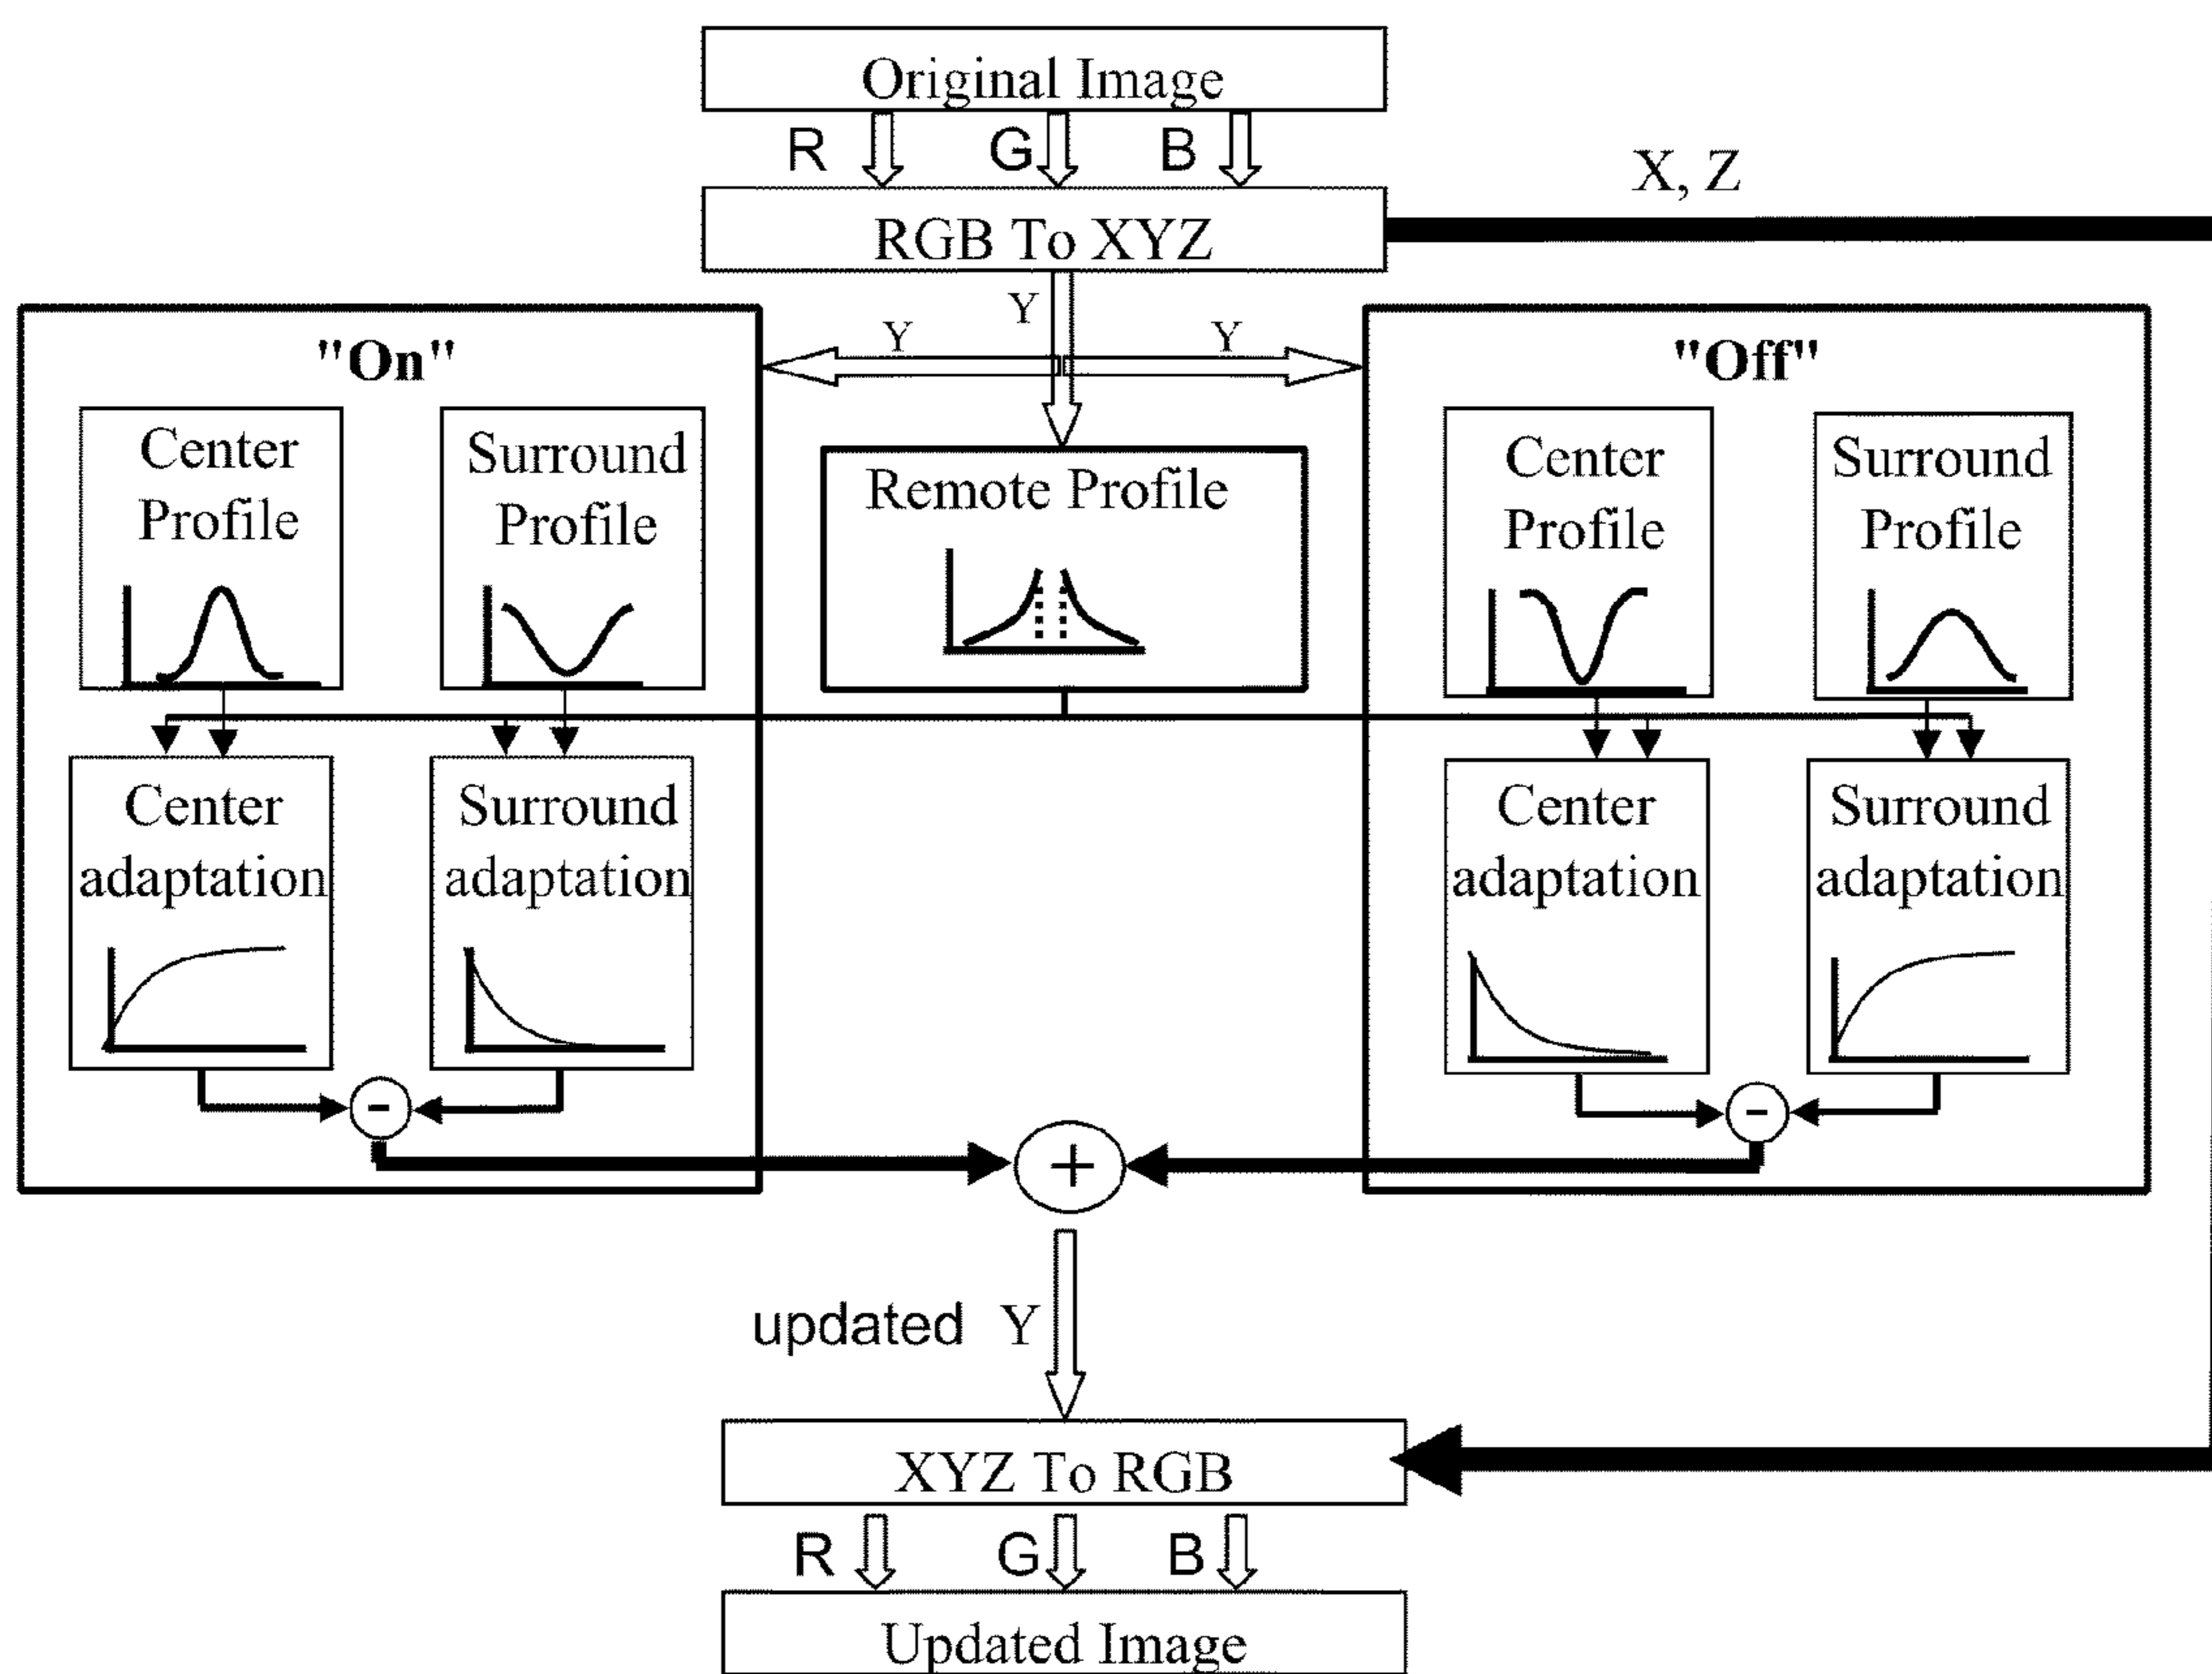 Original Image
R G B
X, Z
RGB To XYZ
Y
Y Y
"On"
"Off"
Center
Profile
Surround
Profile
Remote Profile
Center
Profile
Surround
Profile
Center
adaptation
Surround
adaptation
Center
adaptation
Surround
adaptation
-
-
+
updated Y
XYZ To RGB
R G B
Updated Image